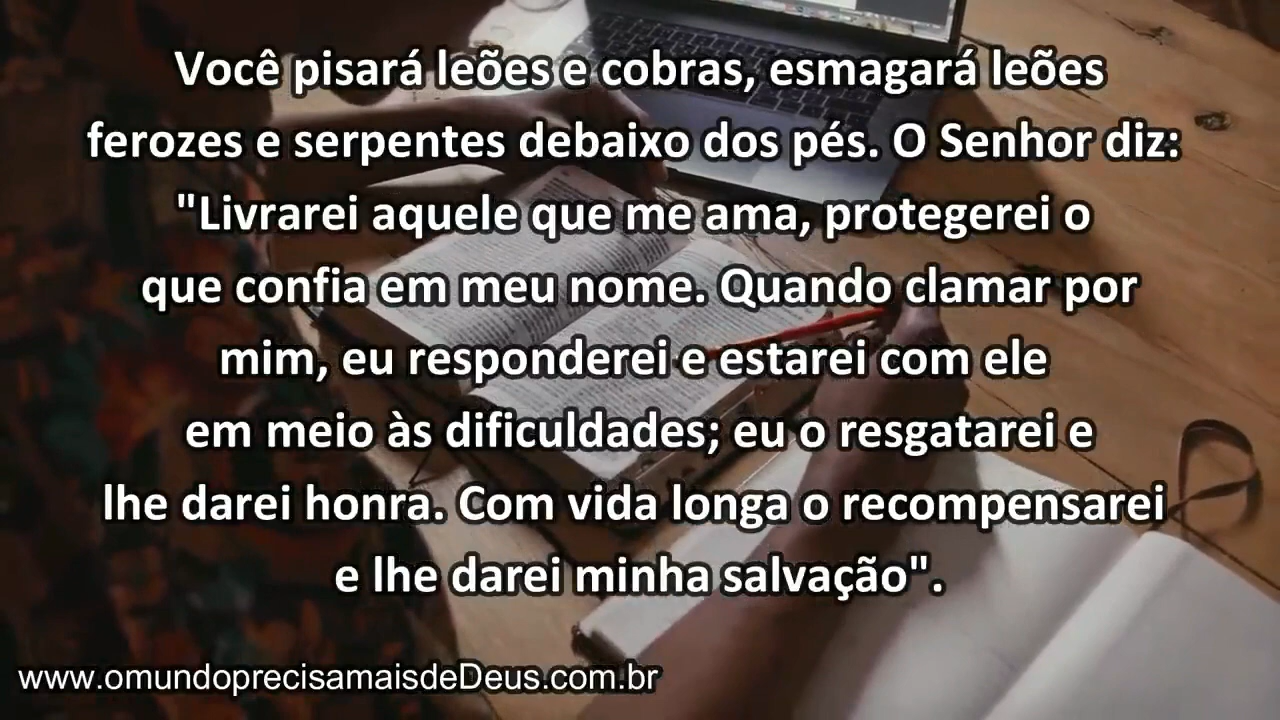 Você pisará leões e cobras, esmagará leões
ferozes e serpentes debaixo dos pés. O Senhor diz:
"Livrarei aquele que me ama, protegerei o
que confia em meu nome. Quando clamar por
mim, eu responderei e estarei com ele
em meio às dificuldades; eu o resgatarei e
lhe darei honra. Com vida longa o recompensarei
e lhe darei minha salvação".
www.omundoprecisamaisdeDeus.com.br